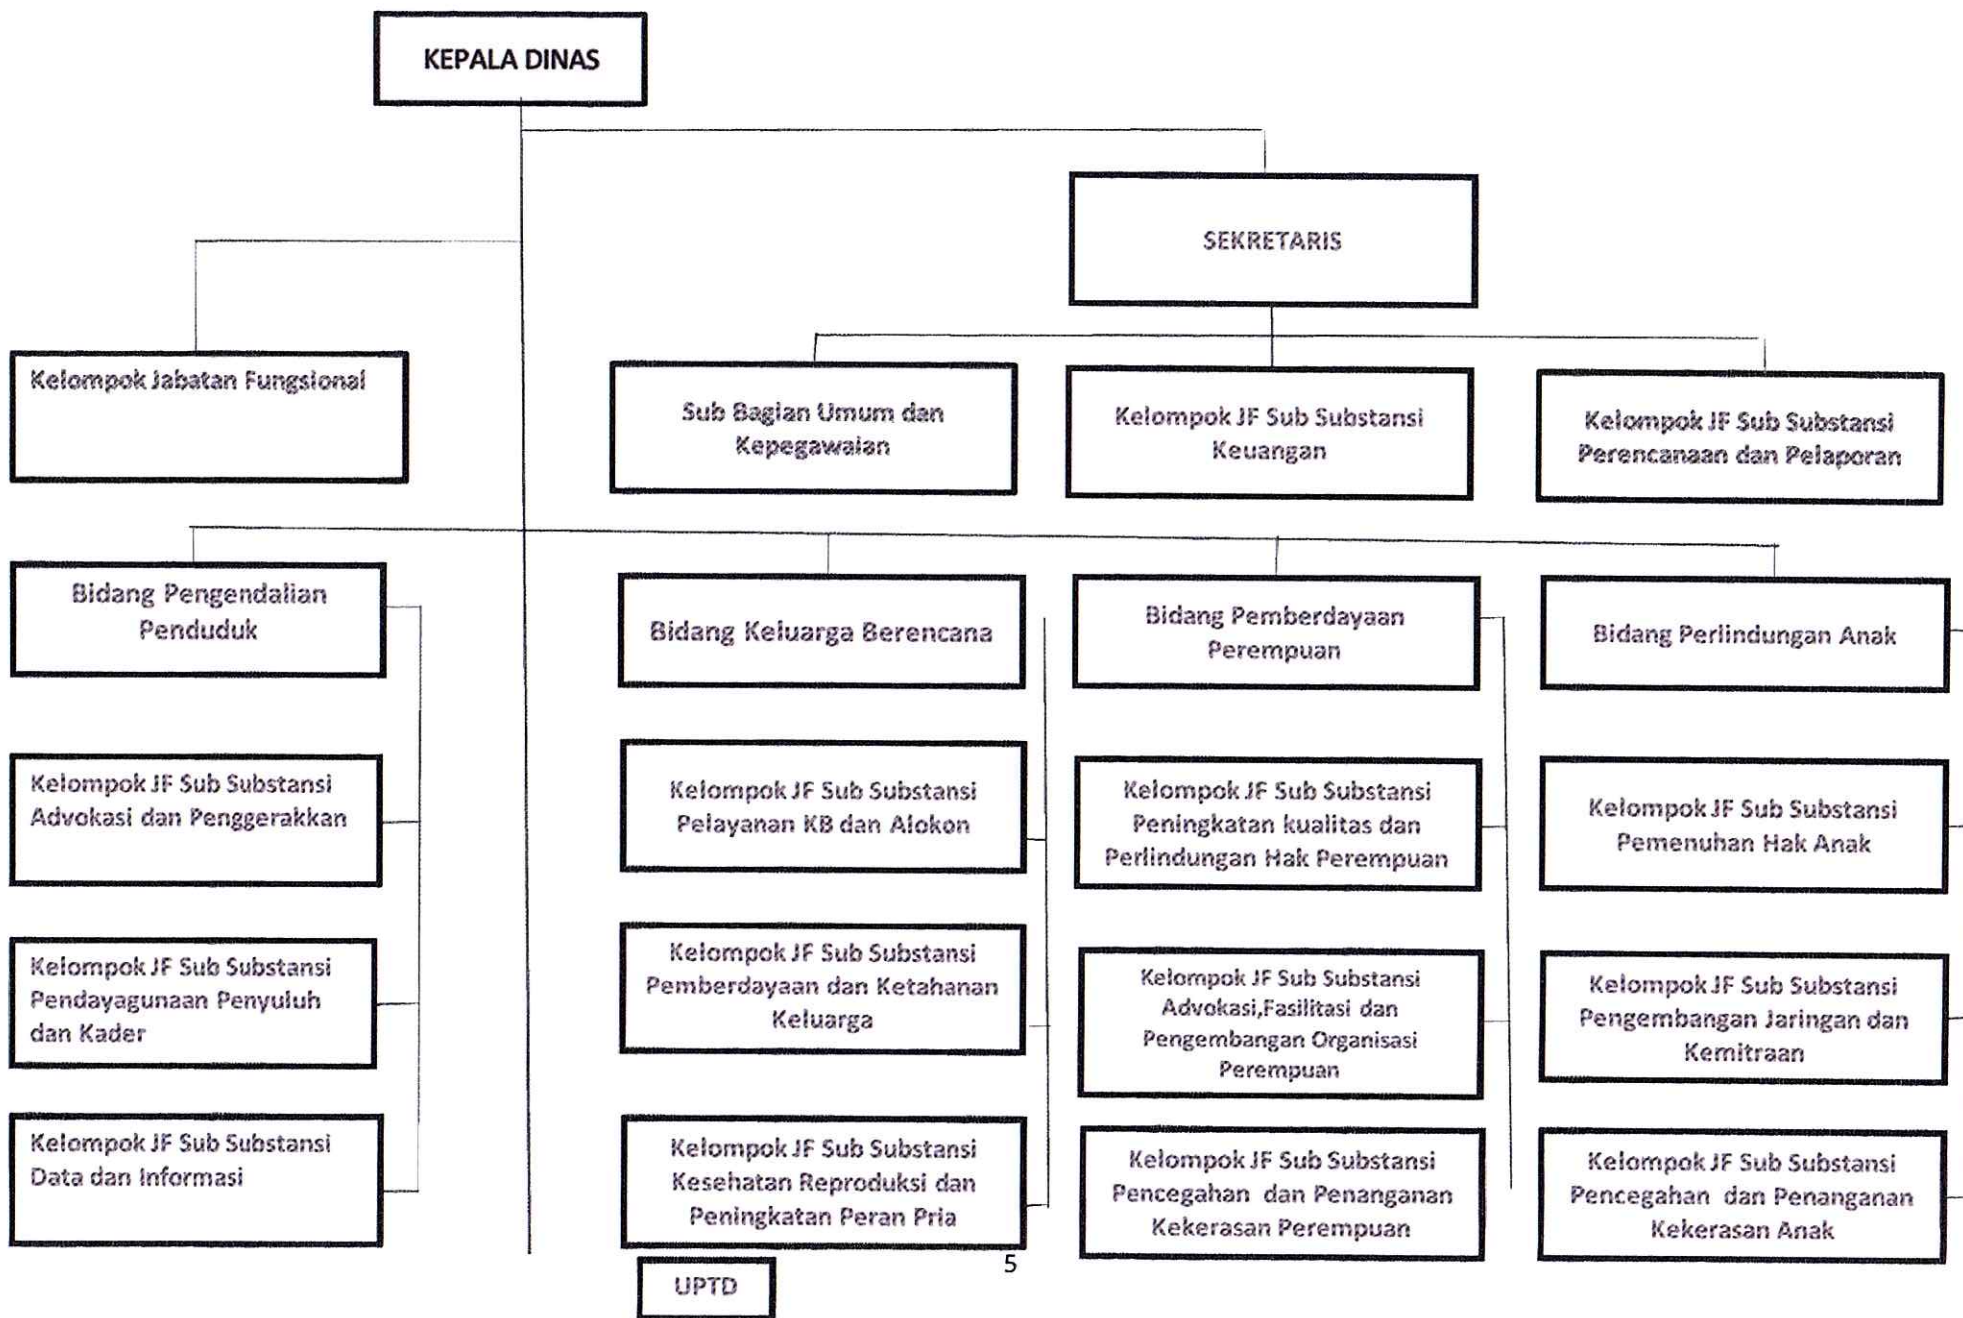 KEPALA DINAS
SEKRETARIS
Kelompok Jabatan Fungsional
Sub Bagian Umum dan
Kepegawaian
Kelompok JF Sub Substansi
Keuangan
Kelompok JF Sub Substansi
Perencanaan dan Pelaporan
Bidang Pengendalian
Penduduk
Bidang Keluarga Berencana
Bidang Pemberdayaan
Perempuan
Bidang Perlindungan Anak
Kelompok JF Sub Substansi
Advokasi dan Penggerakkan
Kelompok JF Sub Substansi
Pelayanan KB dan Alokon
Kelompok JF Sub Substansi
Peningkatan kualitas dan
Perlindungan Hak Perempuan
Kelompok JF Sub Substansi
Pemenuhan Hak Anak
Kelompok JF Sub Substansi
Pendayagunaan Penyuluh
dan Kader
Kelompok JF Sub Substansi
Pemberdayaan dan Ketahanan
Keluarga
Kelompok JF Sub Substansi
Advokasi,Fasilitasi dan
Pengembangan Organisasi
Perempuan
Kelompok JF Sub Substansi
Pengembangan Jaringan dan
Kemitraan
Kelompok JF Sub Substansi
Data dan Informasi
Kelompok JF Sub Substansi
Kesehatan Reproduksi dan
Peningkatan Peran Pria
Kelompok JF Sub Substansi
Pencegahan dan Penanganan
Kekerasan Perempuan
Kelompok JF Sub Substansi
Pencegahan dan Penanganan
Kekerasan Anak
5
UPTD